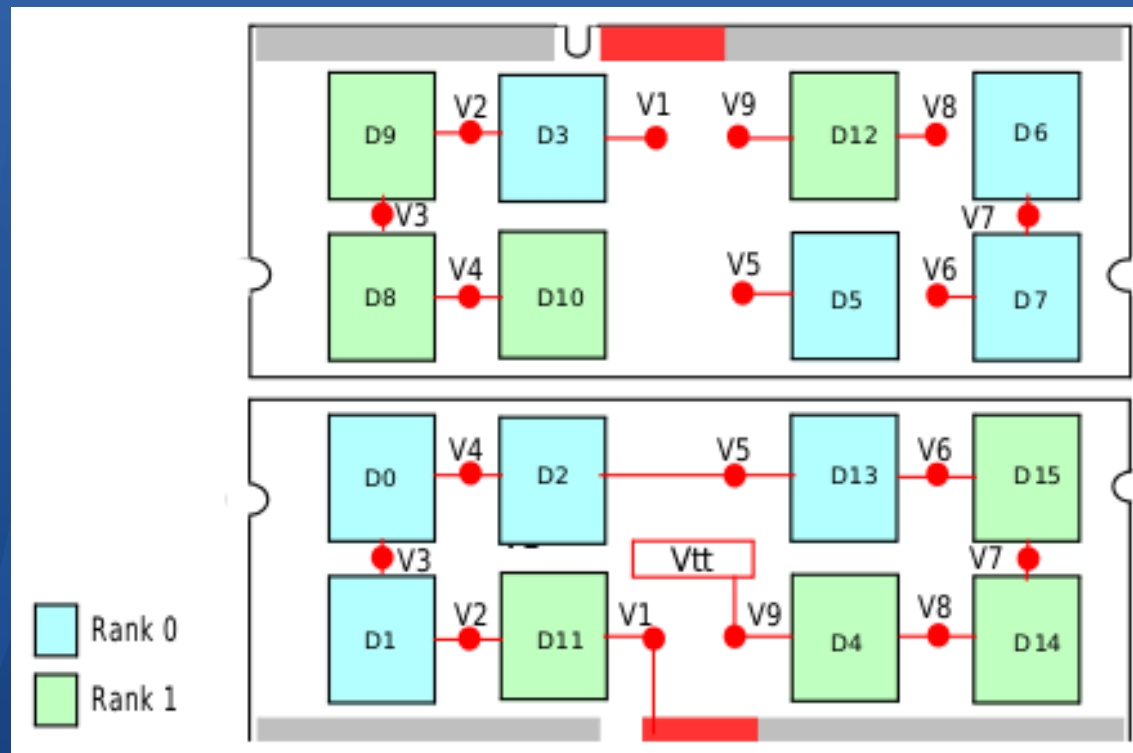 V2 V1 V9 V8
D9 D3 D12 D6
V3 V7
V4 V5 V6
D8 D10 D5 D7
V4 V5 V6
D0 D2 D13 D15
V3 Vtt V7
V2 V1 V9 V8
Rank 0 D1 D11 D4 D14
Rank 1